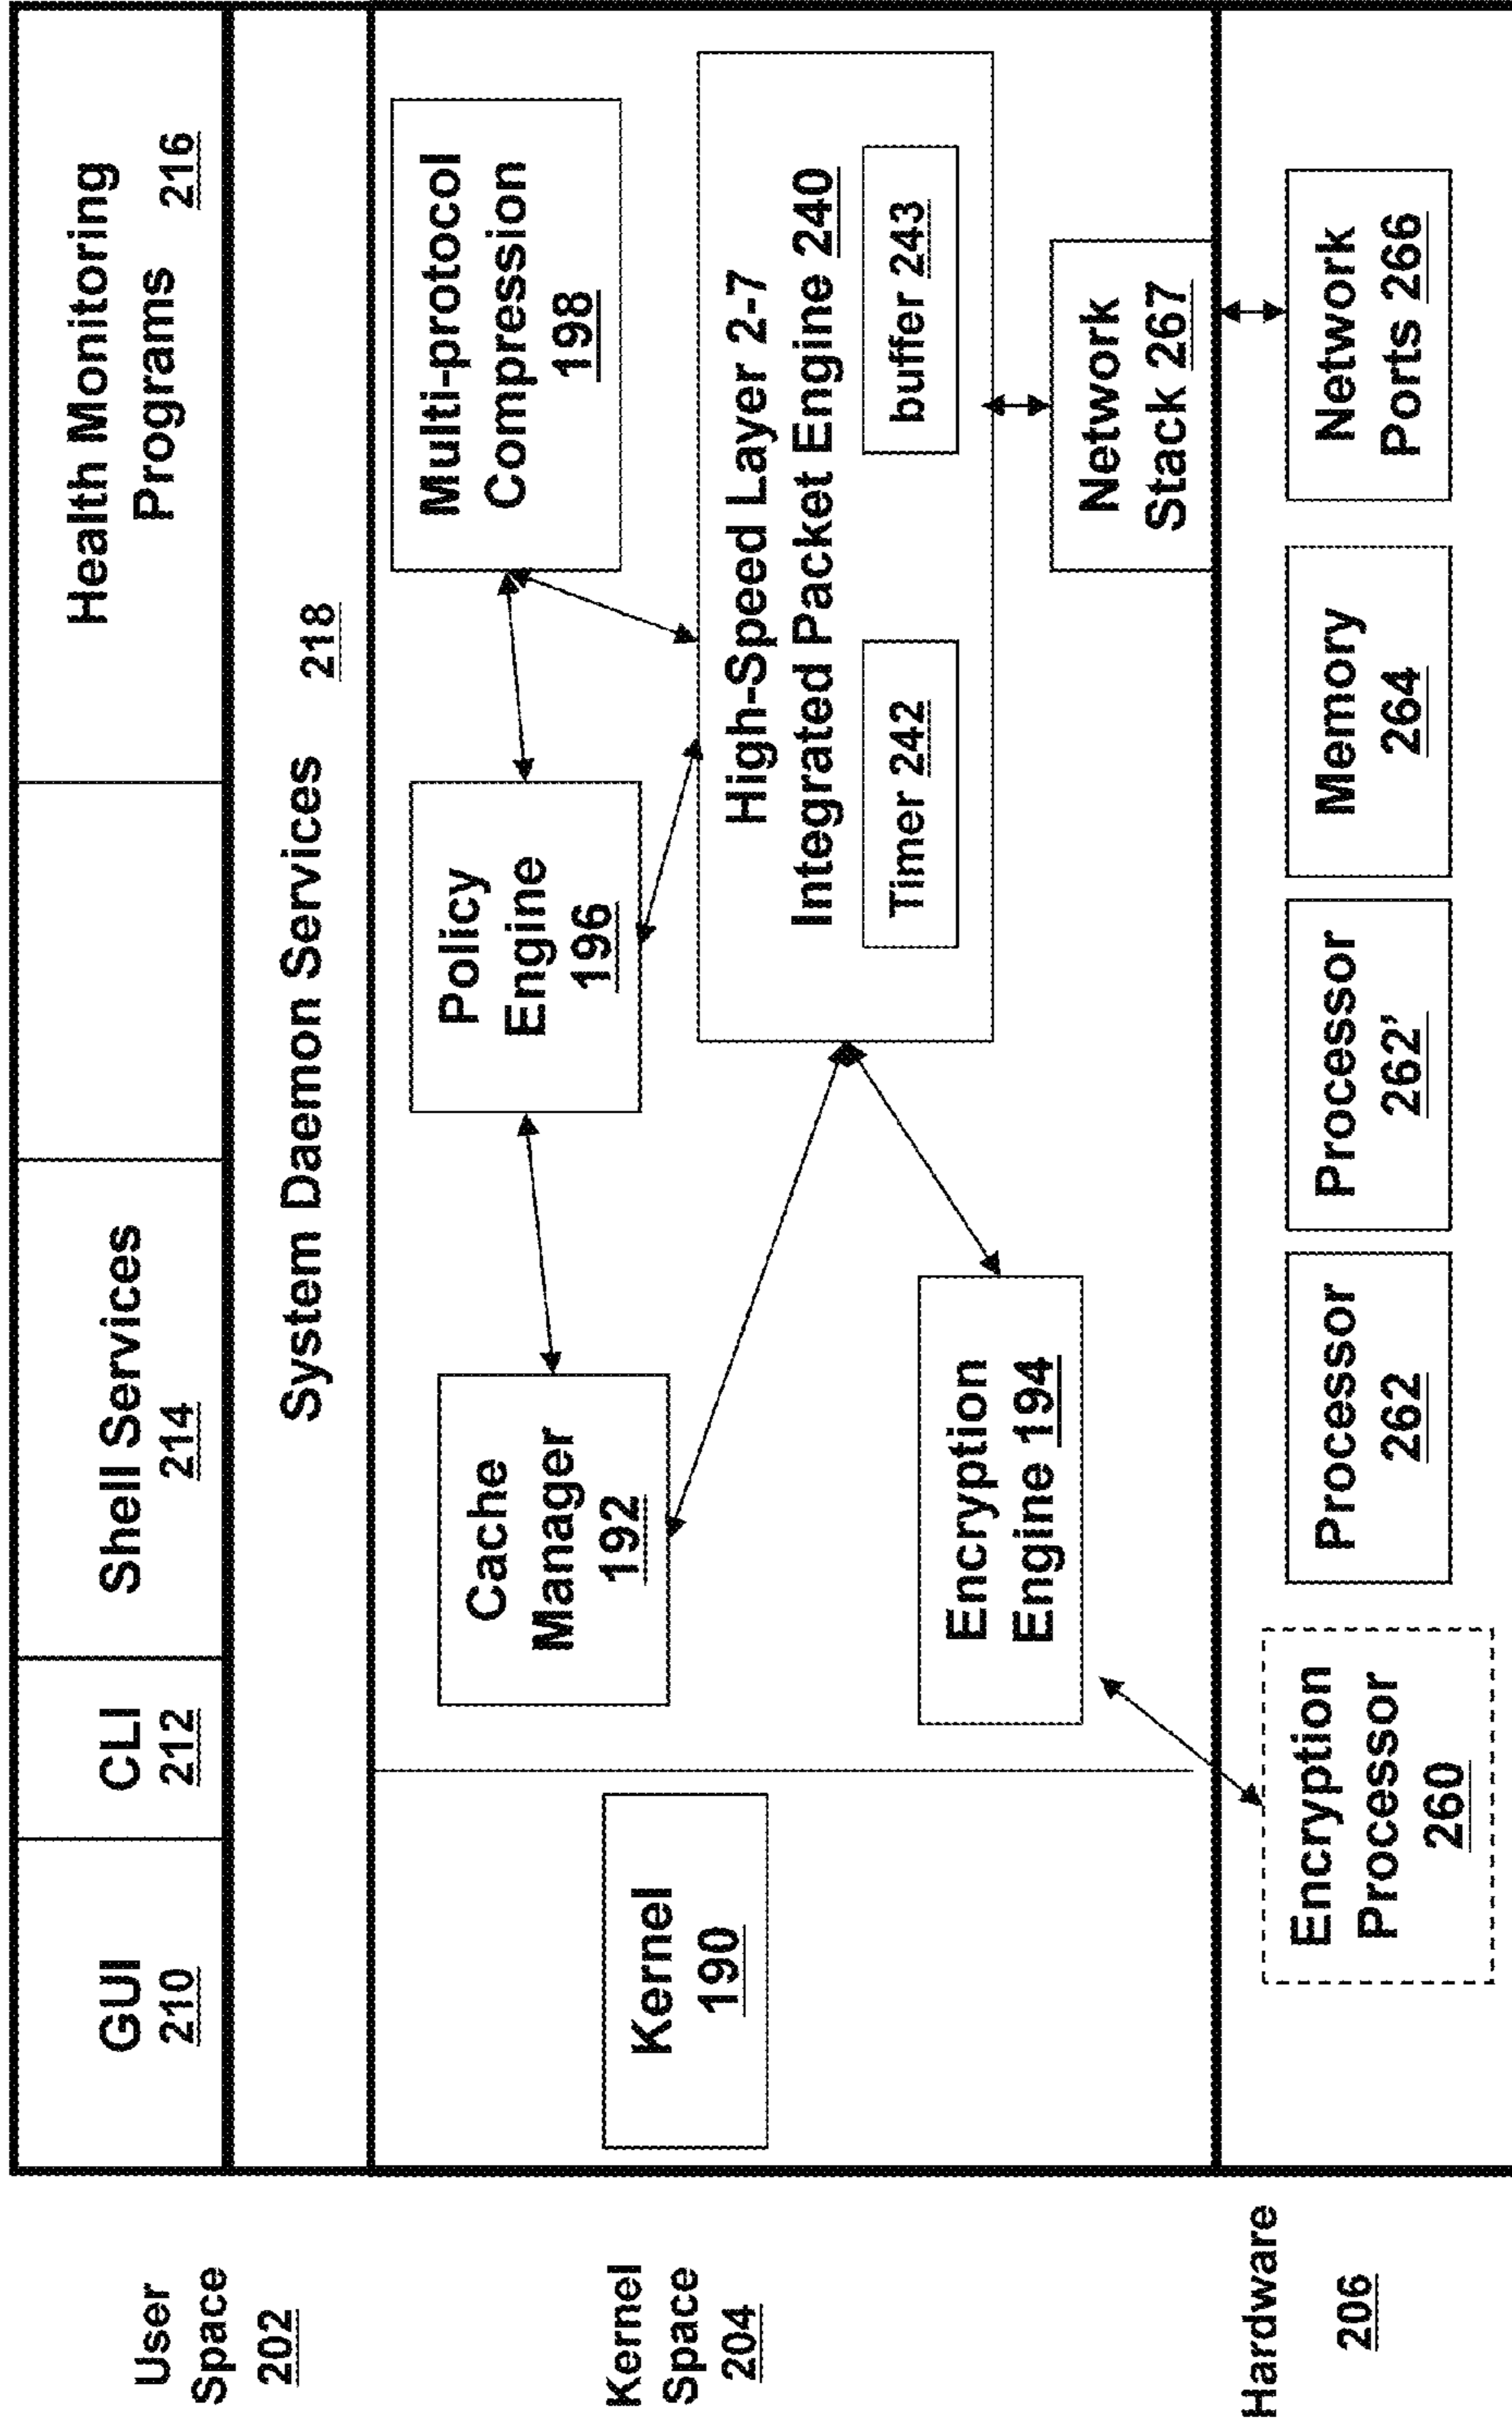 User
Space
202
GUI
210
CLI
212
Shell Services
214
Health Monitoring
Programs 216
System Daemon Services 218
Kernel
Space
204
Kernel
190
Cache
Manager
192
Policy
Engine
196
Multi-protocol
Compression
198
High-Speed Layer 2-7
Integrated Packet Engine 240
Timer 242
buffer 243
Encryption
Engine 194
Network
Stack 267
Hardware
206
Encryption
Processor
260
Processor
262
Processor
262'
Memory
264
Network
Ports 266